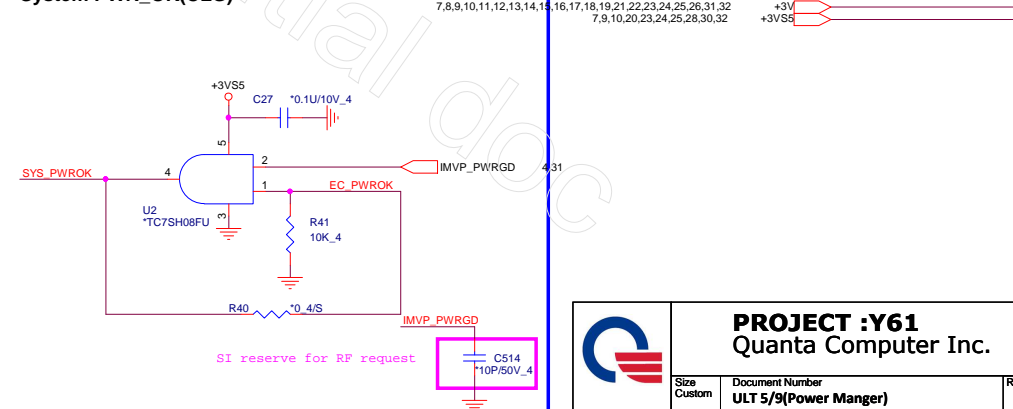 System PWR_OK(CLG)
7,8,9,10,11,12,13,14,15,16,17,18,19,21,22,23,24,25,26,31,32 +3V
7,9,10,20,23,24,25,28,30,32 +3VS5
+3VS5
C27 *0.1U/10V_4
5
2 IMVP_PWRGD 4,31
SYS_PWROK 4
1 EC_PWROK
U2
*TC7SH08FU
3
R41
10K_4
R40 *0_4/S
IMVP_PWRGD
SI reserve for RF request
C514
*10P/50V_4
PROJECT :Y61
Quanta Computer Inc.
Size
Custom
Document Number
ULT 5/9(Power Manger)
R
ial doc